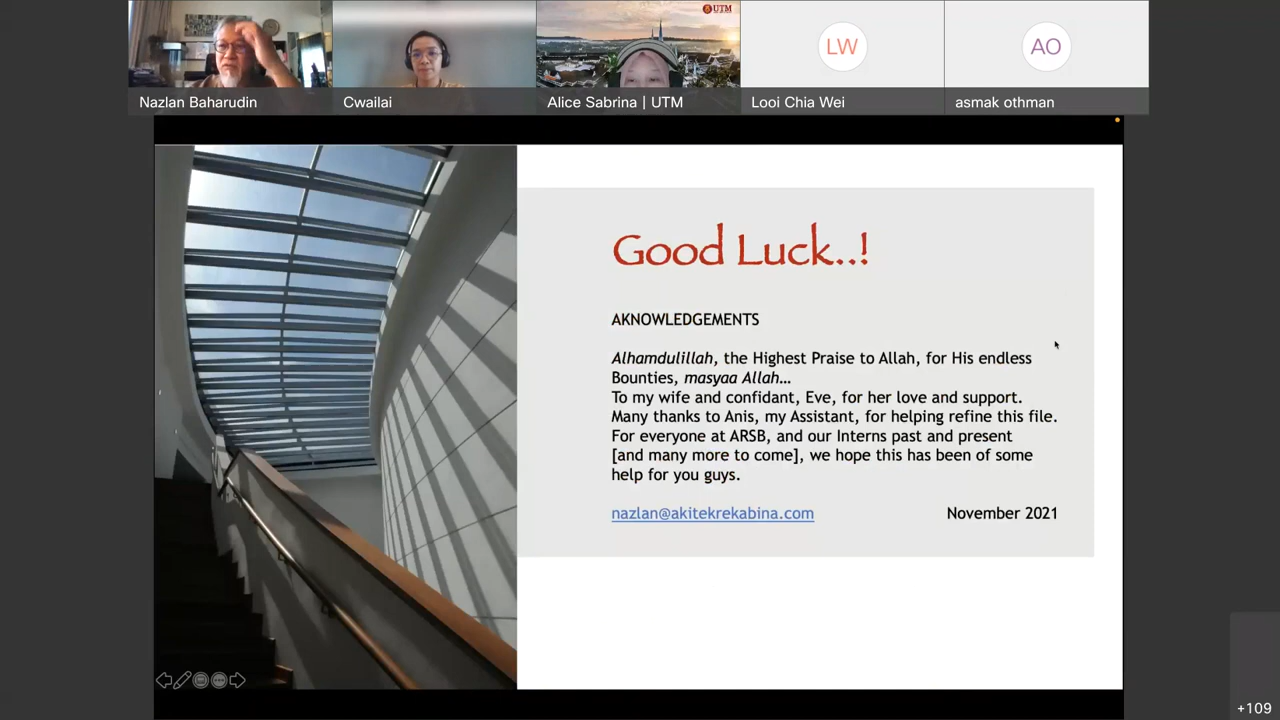 UTM
LW
AO
Nazlan Baharudin
Cwailai
Alice Sabrina | UTM
Looi Chia Wei
asmak othman
Good Luck..!
AKNOWLEDGEMENTS
Alhamdulillah, the Highest Praise to Allah, for His endless
Bounties, masyaa Allah...
To my wife and confidant, Eve, for her love and support.
Many thanks to Anis, my Assistant, for helping refine this file.
For everyone at ARSB, and our Interns past and present
[and many more to come], we hope this has been of some
help for you guys.
nazlan@akitekrekabina.com November 2021
+109